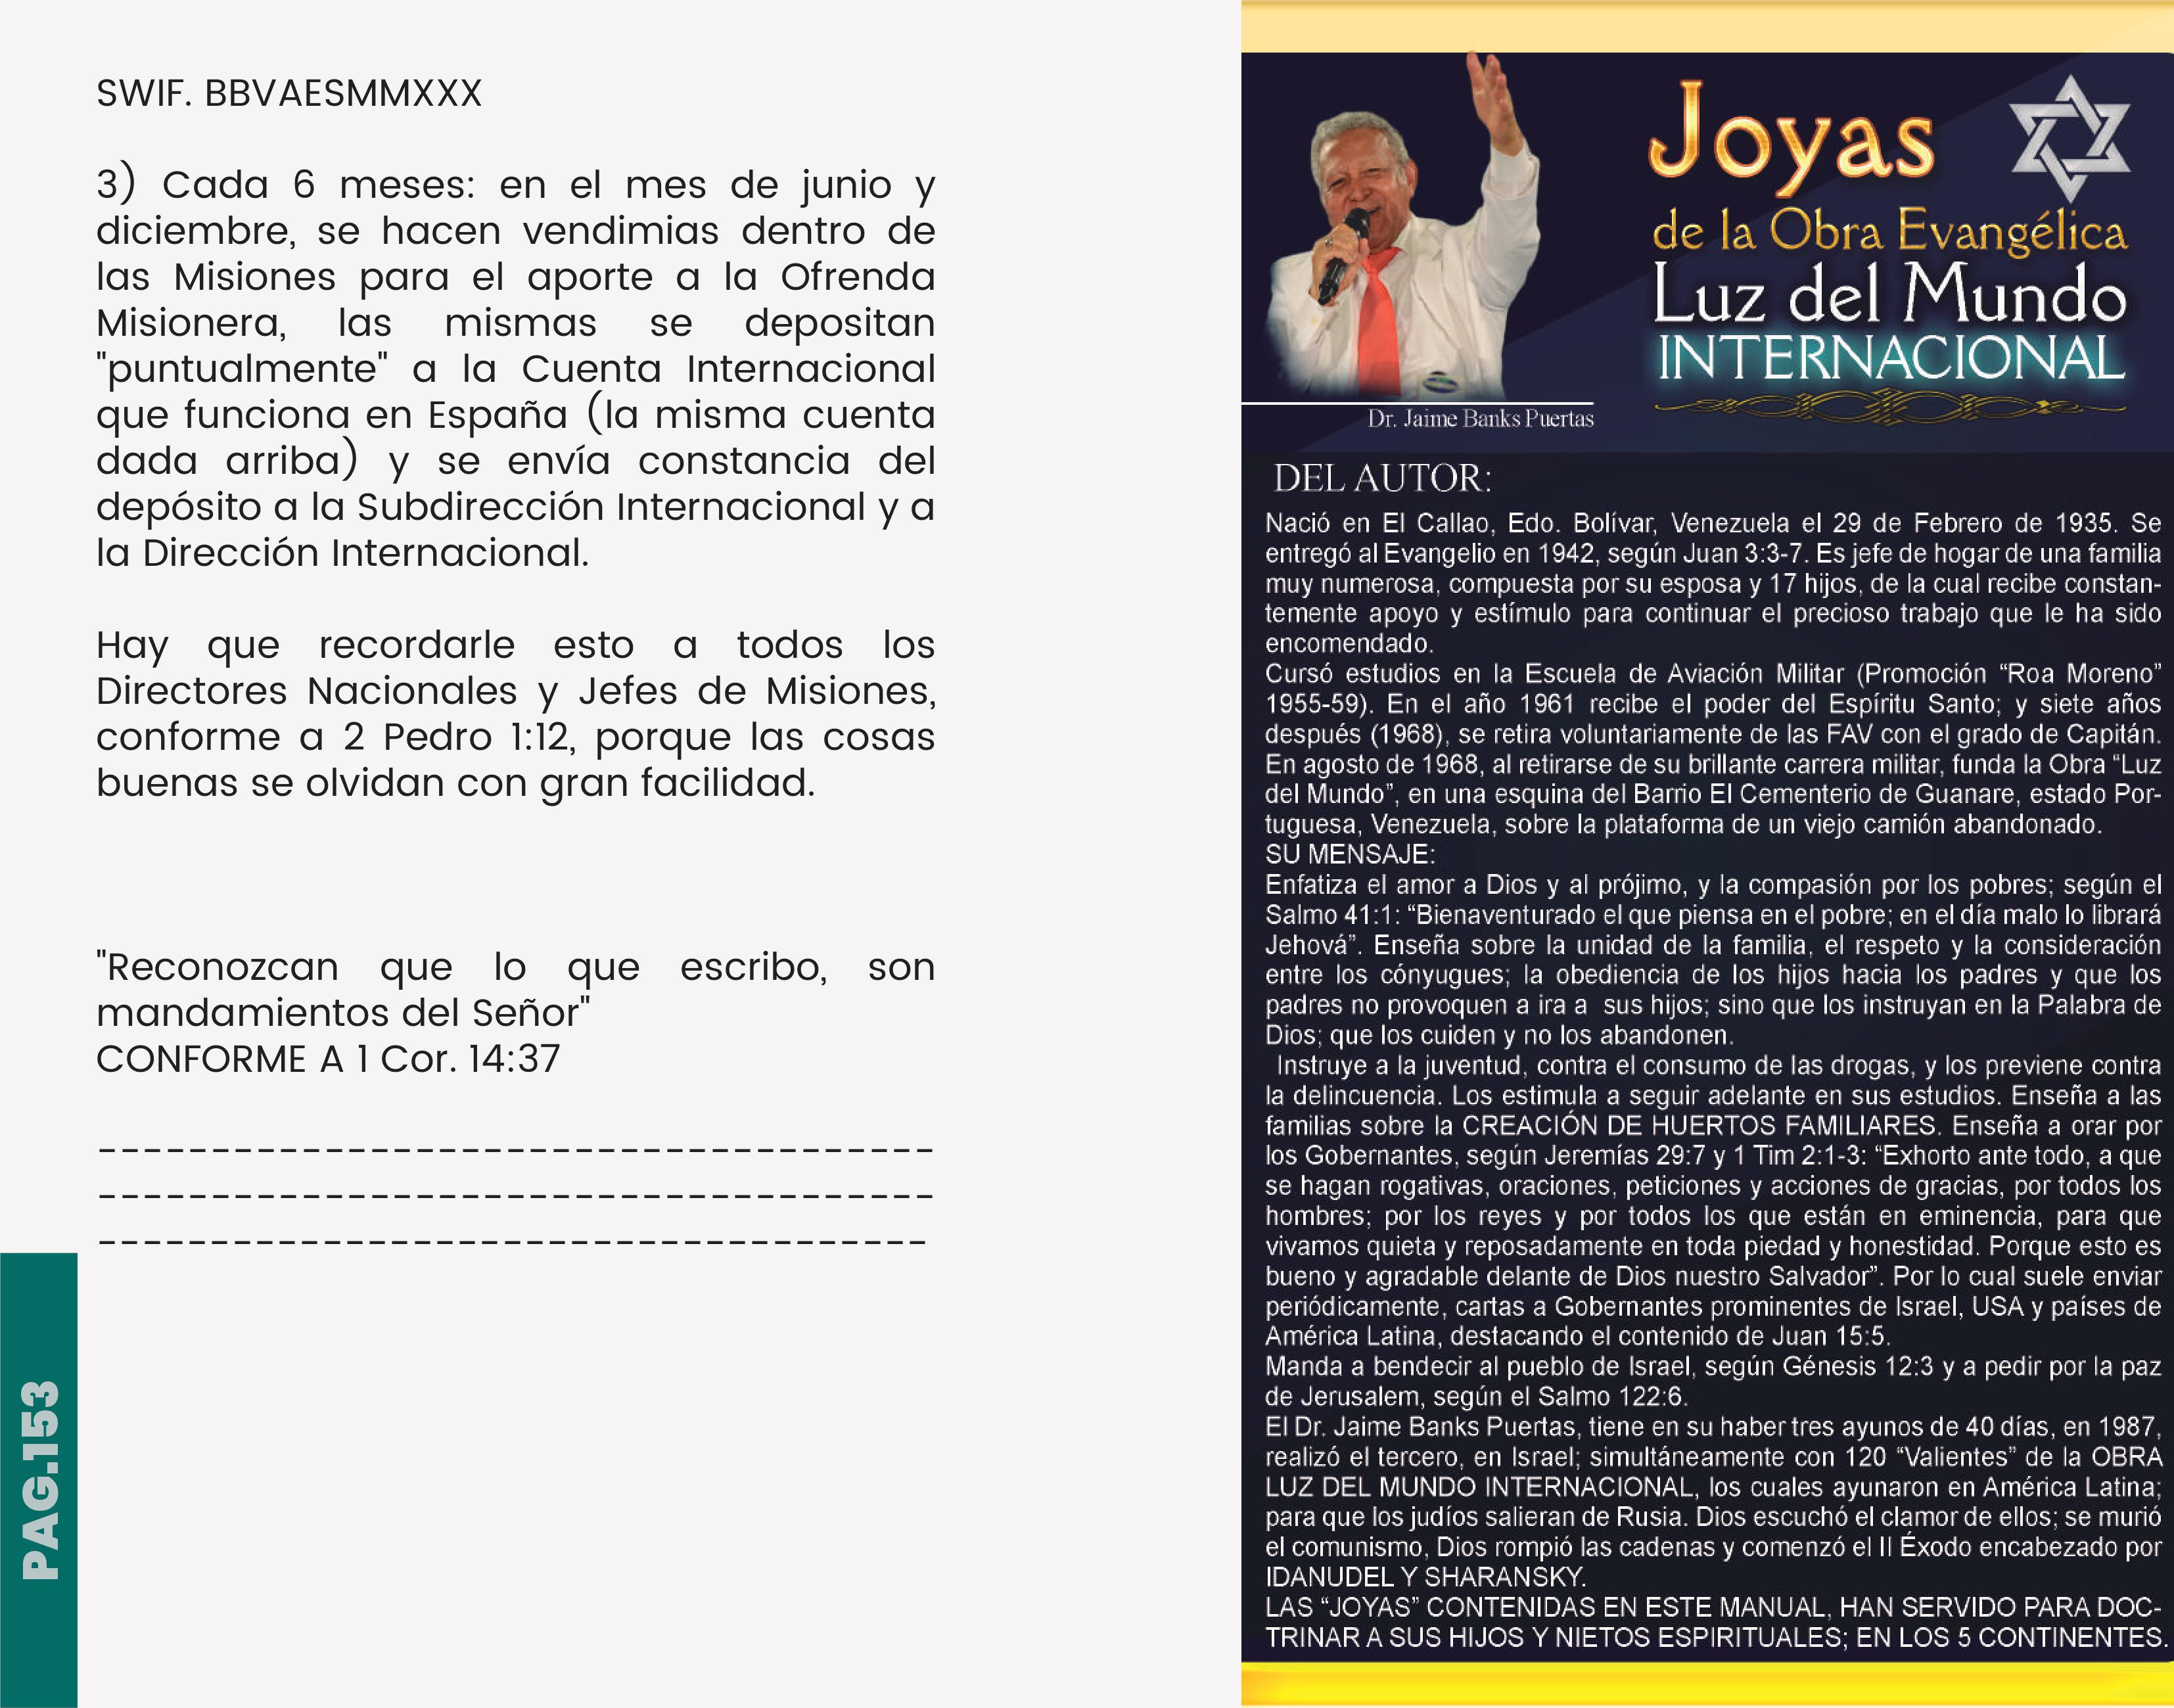 SWIF. BBVAESMMXXX
3) Cada 6 meses: en el mes de junio y
diciembre, se hacen vendimias dentro de
las Misiones para el aporte a la Ofrenda
Misionera, las mismas se depositan
"puntualmente" a la Cuenta Internacional
que funciona en España (la misma cuenta
dada arriba) y se envía constancia del
depósito a la Subdirección Internacional y a
la Dirección Internacional.
Hay que recordarle esto a todos los
Directores Nacionales y Jefes de Misiones,
conforme a 2 Pedro 1:12, porque las cosas
buenas se olvidan con gran facilidad.
"Reconozcan que lo que escribo, son
mandamientos del Señor"
CONFORME A 1 Cor. 14:37
PAG.153
Joyas
de la Obra Evangélica
Luz del Mundo
INTERNACIONAL
Dr. Jaime Banks Puertas
DEL AUTOR:
Nació en El Callao, Edo. Bolívar, Venezuela el 29 de Febrero de 1935. Se
entregó al Evangelio en 1942, según Juan 3:3-7. Es jefe de hogar de una familia
muy numerosa, compuesta por su esposa y 17 hijos, de la cual recibe constan-
temente apoyo y estímulo para continuar el precioso trabajo que le ha sido
encomendado.
Cursó estudios en la Escuela de Aviación Militar (Promoción “Roa Moreno”
1955-59). En el año 1961 recibe el poder del Espíritu Santo; y siete años
después (1968), se retira voluntariamente de las FAV con el grado de Capitán.
En agosto de 1968, al retirarse de su brillante carrera militar, funda la Obra “Luz
del Mundo”, en una esquina del Barrio El Cementerio de Guanare, estado Por-
tuguesa, Venezuela, sobre la plataforma de un viejo camión abandonado.
SU MENSAJE:
Enfatiza el amor a Dios y al prójimo, y la compasión por los pobres; según el
Salmo 41:1: “Bienaventurado el que piensa en el pobre; en el día malo lo librará
Jehová”. Enseña sobre la unidad de la familia, el respeto y la consideración
entre los cónyugues; la obediencia de los hijos hacia los padres y que los
padres no provoquen a ira a sus hijos; sino que los instruyan en la Palabra de
Dios; que los cuiden y no los abandonen.
Instruye a la juventud, contra el consumo de las drogas, y los previene contra
la delincuencia. Los estimula a seguir adelante en sus estudios. Enseña a las
familias sobre la CREACIÓN DE HUERTOS FAMILIARES. Enseña a orar por
los Gobernantes, según Jeremías 29:7 y 1 Tim 2:1-3: “Exhorto ante todo, a que
se hagan rogativas, oraciones, peticiones y acciones de gracias, por todos los
hombres; por los reyes y por todos los que están en eminencia, para que
vivamos quieta y reposadamente en toda piedad y honestidad. Porque esto es
bueno y agradable delante de Dios nuestro Salvador”. Por lo cual suele enviar
periódicamente, cartas a Gobernantes prominentes de Israel, USA y países de
América Latina, destacando el contenido de Juan 15:5.
Manda a bendecir al pueblo de Israel, según Génesis 12:3 y a pedir por la paz
de Jerusalem, según el Salmo 122:6.
El Dr. Jaime Banks Puertas, tiene en su haber tres ayunos de 40 días, en 1987,
realizó el tercero, en Israel; simultáneamente con 120 “Valientes” de la OBRA
LUZ DEL MUNDO INTERNACIONAL, los cuales ayunaron en América Latina;
para que los judíos salieran de Rusia. Dios escuchó el clamor de ellos; se murió
el comunismo, Dios rompió las cadenas y comenzó el II Éxodo encabezado por
IDANUDEL Y SHARANSKY.
LAS “JOYAS” CONTENIDAS EN ESTE MANUAL, HAN SERVIDO PARA DOC-
TRINAR A SUS HIJOS Y NIETOS ESPIRITUALES; EN LOS 5 CONTINENTES.